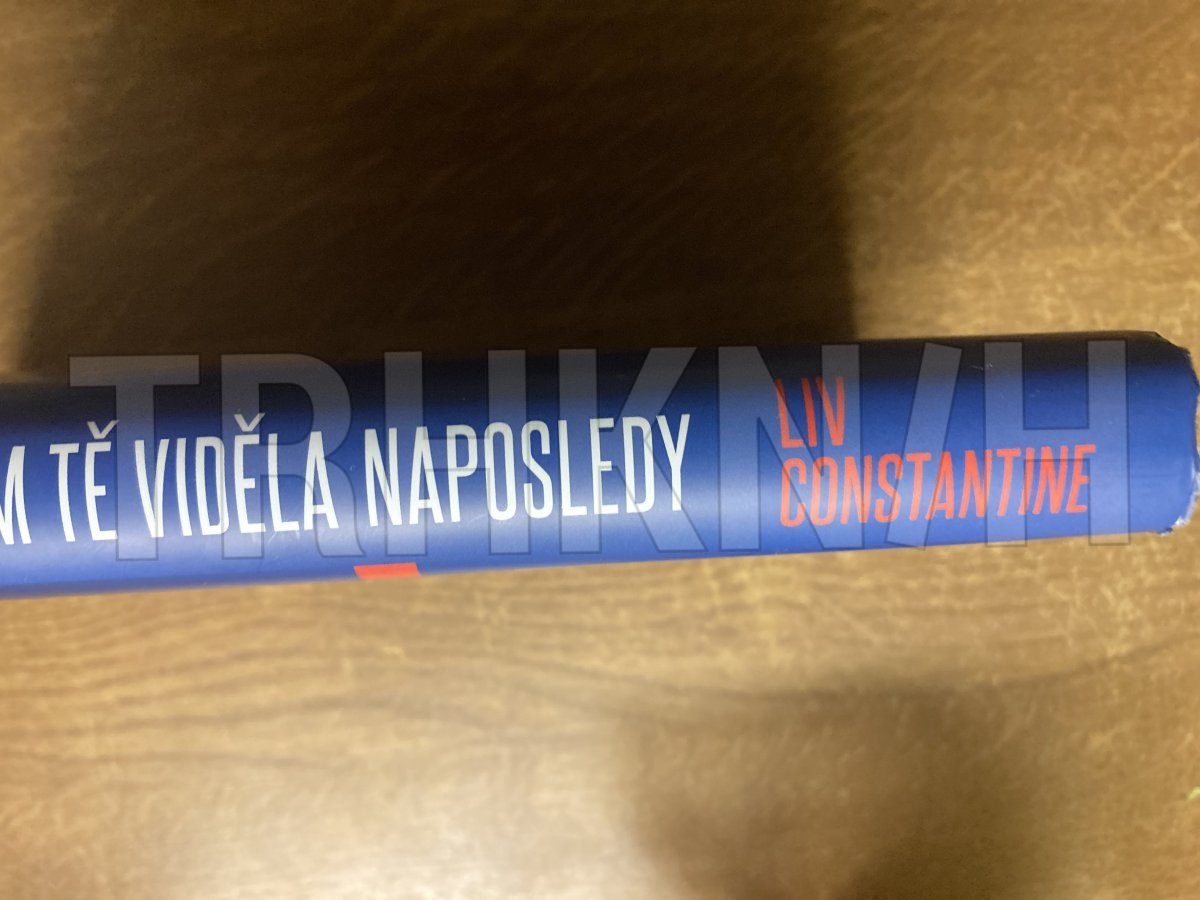 M TĚ VIDĚLA NAPOSLEDY
LIV
CONSTANTINE
TRHKNIH